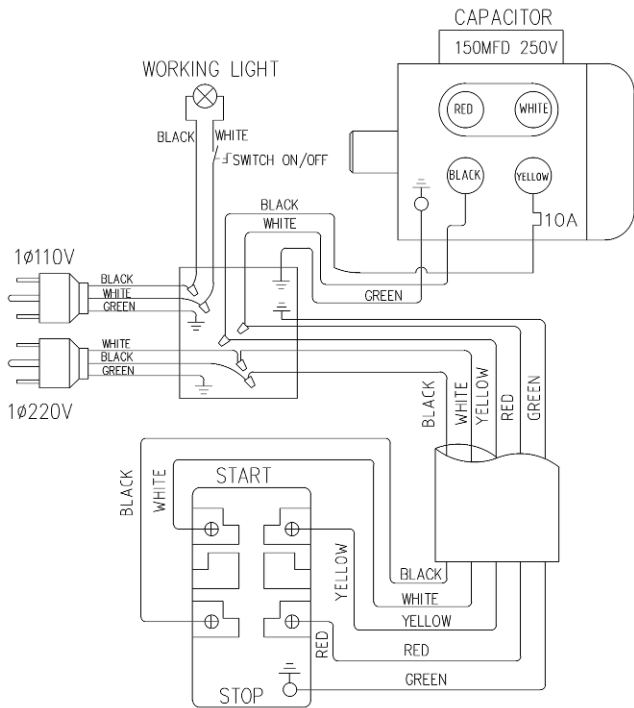 CAPACITOR
150MFD 250V
WORKING LIGHT
RED
WHITE
BLACK
WHITE
SWITCH ON/OFF
BLACK
YELLOW
BLACK
WHITE
10A
1ø110V
BLACK
WHITE
GREEN
GREEN
WHITE
BLACK
GREEN
1ø220V
BLACK
WHITE
YELLOW
RED
GREEN
BLACK
WHITE
START
YELLOW
BLACK
WHITE
YELLOW
RED
RED
GREEN
STOP